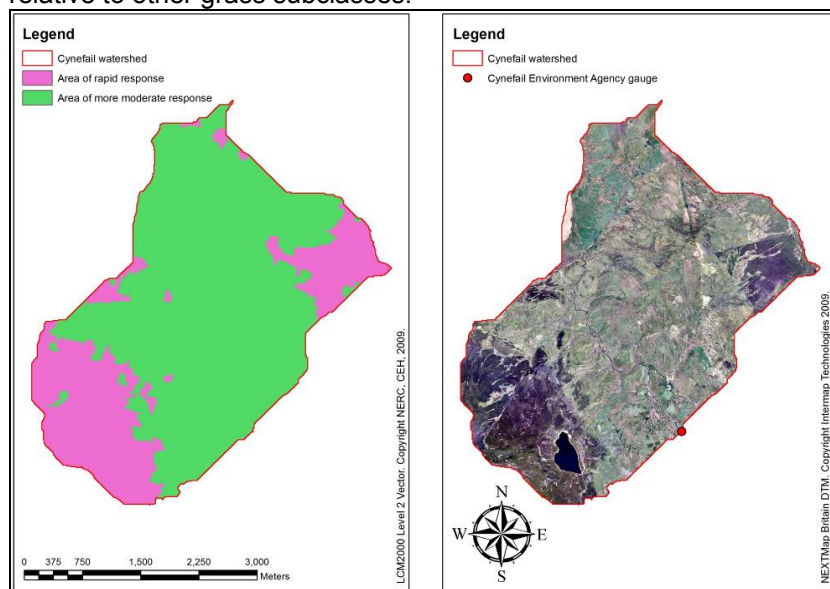 relative to other grass subclasses.
Legend
Cynefail watershed
Area of rapid response
Area of more moderate response
LCM2000 Level 2 Vector. Copyright NERC, CEH, 2009.
0 375 750 1,500 2,250 3,000
Meters
Legend
Cynefail watershed
Cynefail Environment Agency gauge
N
W E
S
NEXTMap Britain DTM. Copyright Intermap Technologies 2009.